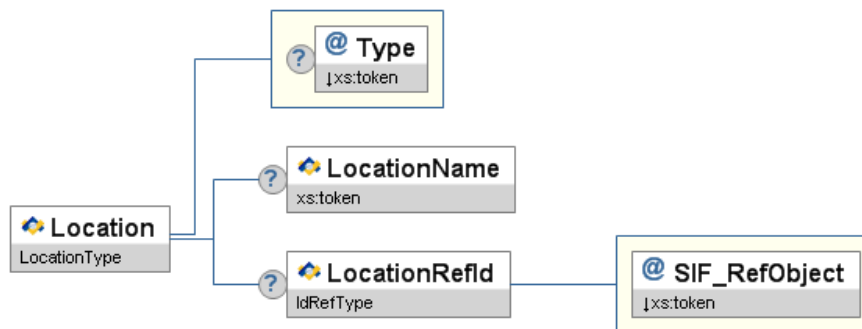 ? @ Type
↓xs:token
? LocationName
xs:token
Location
LocationType
? LocationRefId
IdRefType
@ SIF_RefObject
↓xs:token